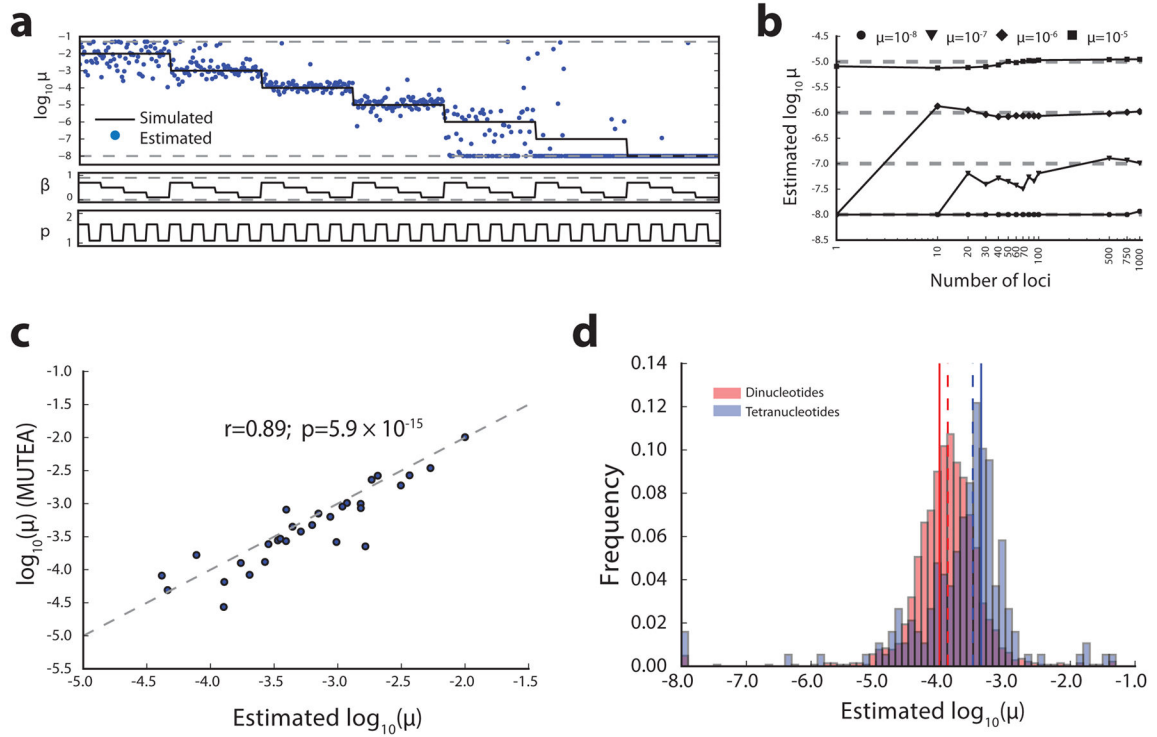 a
-1
-2
-3
-4
-5
-6
-7
-8
log10 μ
Simulated
Estimated
1
0
β
2
1
p
b
μ=10-8 μ=10-7 μ=10-6 μ=10-5
-4.5
-5.0
-5.5
-6.0
-6.5
-7.0
-7.5
-8.0
-8.5
Estimated log10 μ
1 10 20 30 40 50 60 70 100 500 750 1000
Number of loci
c
-1.0
-1.5
-2.0
-2.5
-3.0
-3.5
-4.0
-4.5
-5.0
-5.5
log10(μ) (MUTEA)
r=0.89; p=5.9 × 10-15
-5.0 -4.5 -4.0 -3.5 -3.0 -2.5 -2.0 -1.5
Estimated log10(μ)
d
0.14
0.12
0.10
0.08
0.06
0.04
0.02
0.00
Frequency
Dinucleotides
Tetranucleotides
-8.0 -7.0 -6.0 -5.0 -4.0 -3.0 -2.0 -1.0
Estimated log10(μ)